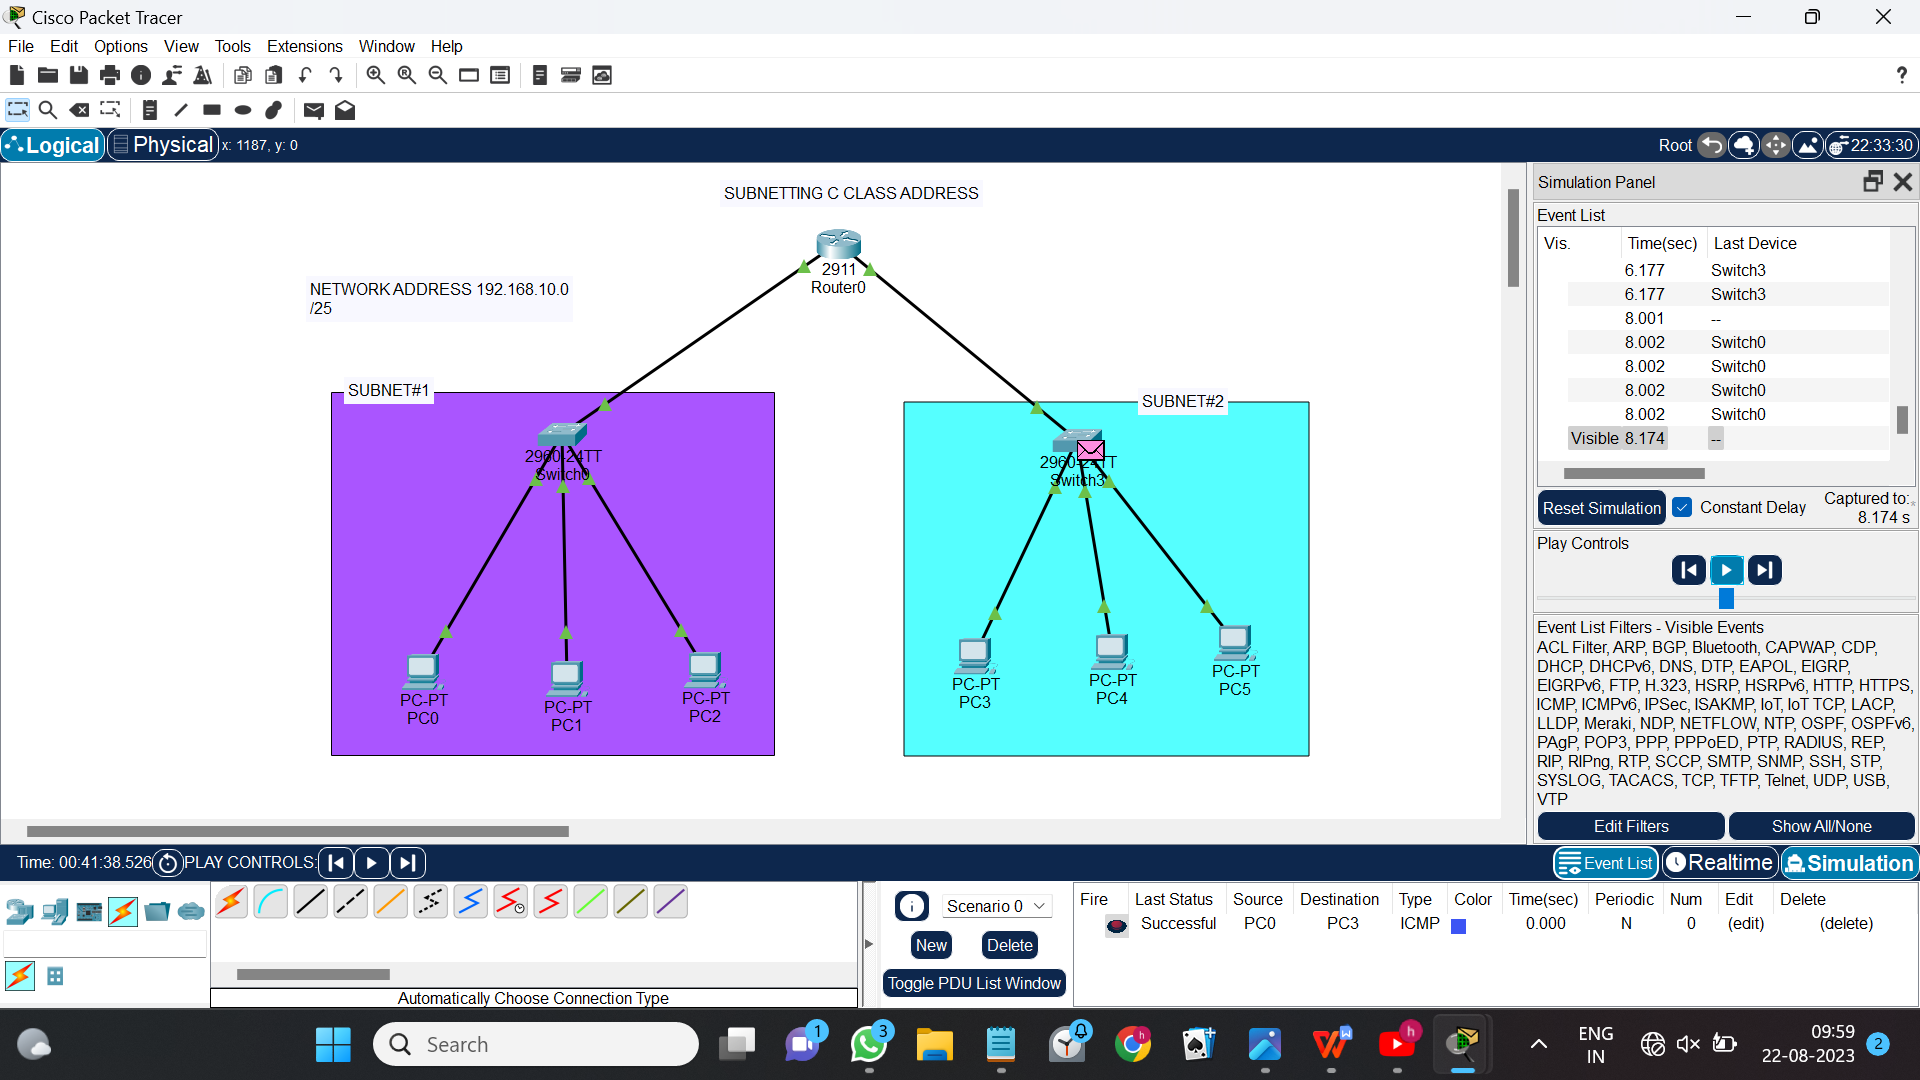 Cisco Packet Tracer
File Edit Options View Tools Extensions Window Help
?
Logical Physical x: 1187, y: 0 Root 22:33:30
SUBNETTING C CLASS ADDRESS
2911
Router0
NETWORK ADDRESS 192.168.10.0
/25
SUBNET#1
2960-24TT
Switch0
PC-PT
PC0
PC-PT
PC1
PC-PT
PC2
SUBNET#2
2960-24TT
Switch3
PC-PT
PC3
PC-PT
PC4
PC-PT
PC5
Simulation Panel
Event List
Vis. Time(sec) Last Device
6.177 Switch3
6.177 Switch3
8.001 --
8.002 Switch0
8.002 Switch0
8.002 Switch0
8.002 Switch0
Visible 8.174 --
Reset Simulation Constant Delay Captured to:
8.174 s
Play Controls
Event List Filters - Visible Events
ACL Filter, ARP, BGP, Bluetooth, CAPWAP, CDP,
DHCP, DHCPv6, DNS, DTP, EAPOL, EIGRP,
EIGRPv6, FTP, H.323, HSRP, HSRPv6, HTTP, HTTPS,
ICMP, ICMPv6, IPSec, ISAKMP, IoT, IoT TCP, LACP,
LLDP, Meraki, NDP, NETFLOW, NTP, OSPF, OSPFv6,
PAgP, POP3, PPP, PPPoED, PTP, RADIUS, REP,
RIP, RIPng, RTP, SCCP, SMTP, SNMP, SSH, STP,
SYSLOG, TACACS, TCP, TFTP, Telnet, UDP, USB,
VTP
Edit Filters Show All/None
Time: 00:41:38.526 PLAY CONTROLS: Event List Realtime Simulation
Automatically Choose Connection Type
Scenario 0
New Delete
Toggle PDU List Window
Fire Last Status Source Destination Type Color Time(sec) Periodic Num Edit Delete
Successful PC0 PC3 ICMP 0.000 N 0 (edit) (delete)
Search
1
3
h
h
ENG
IN
09:59
22-08-2023
2